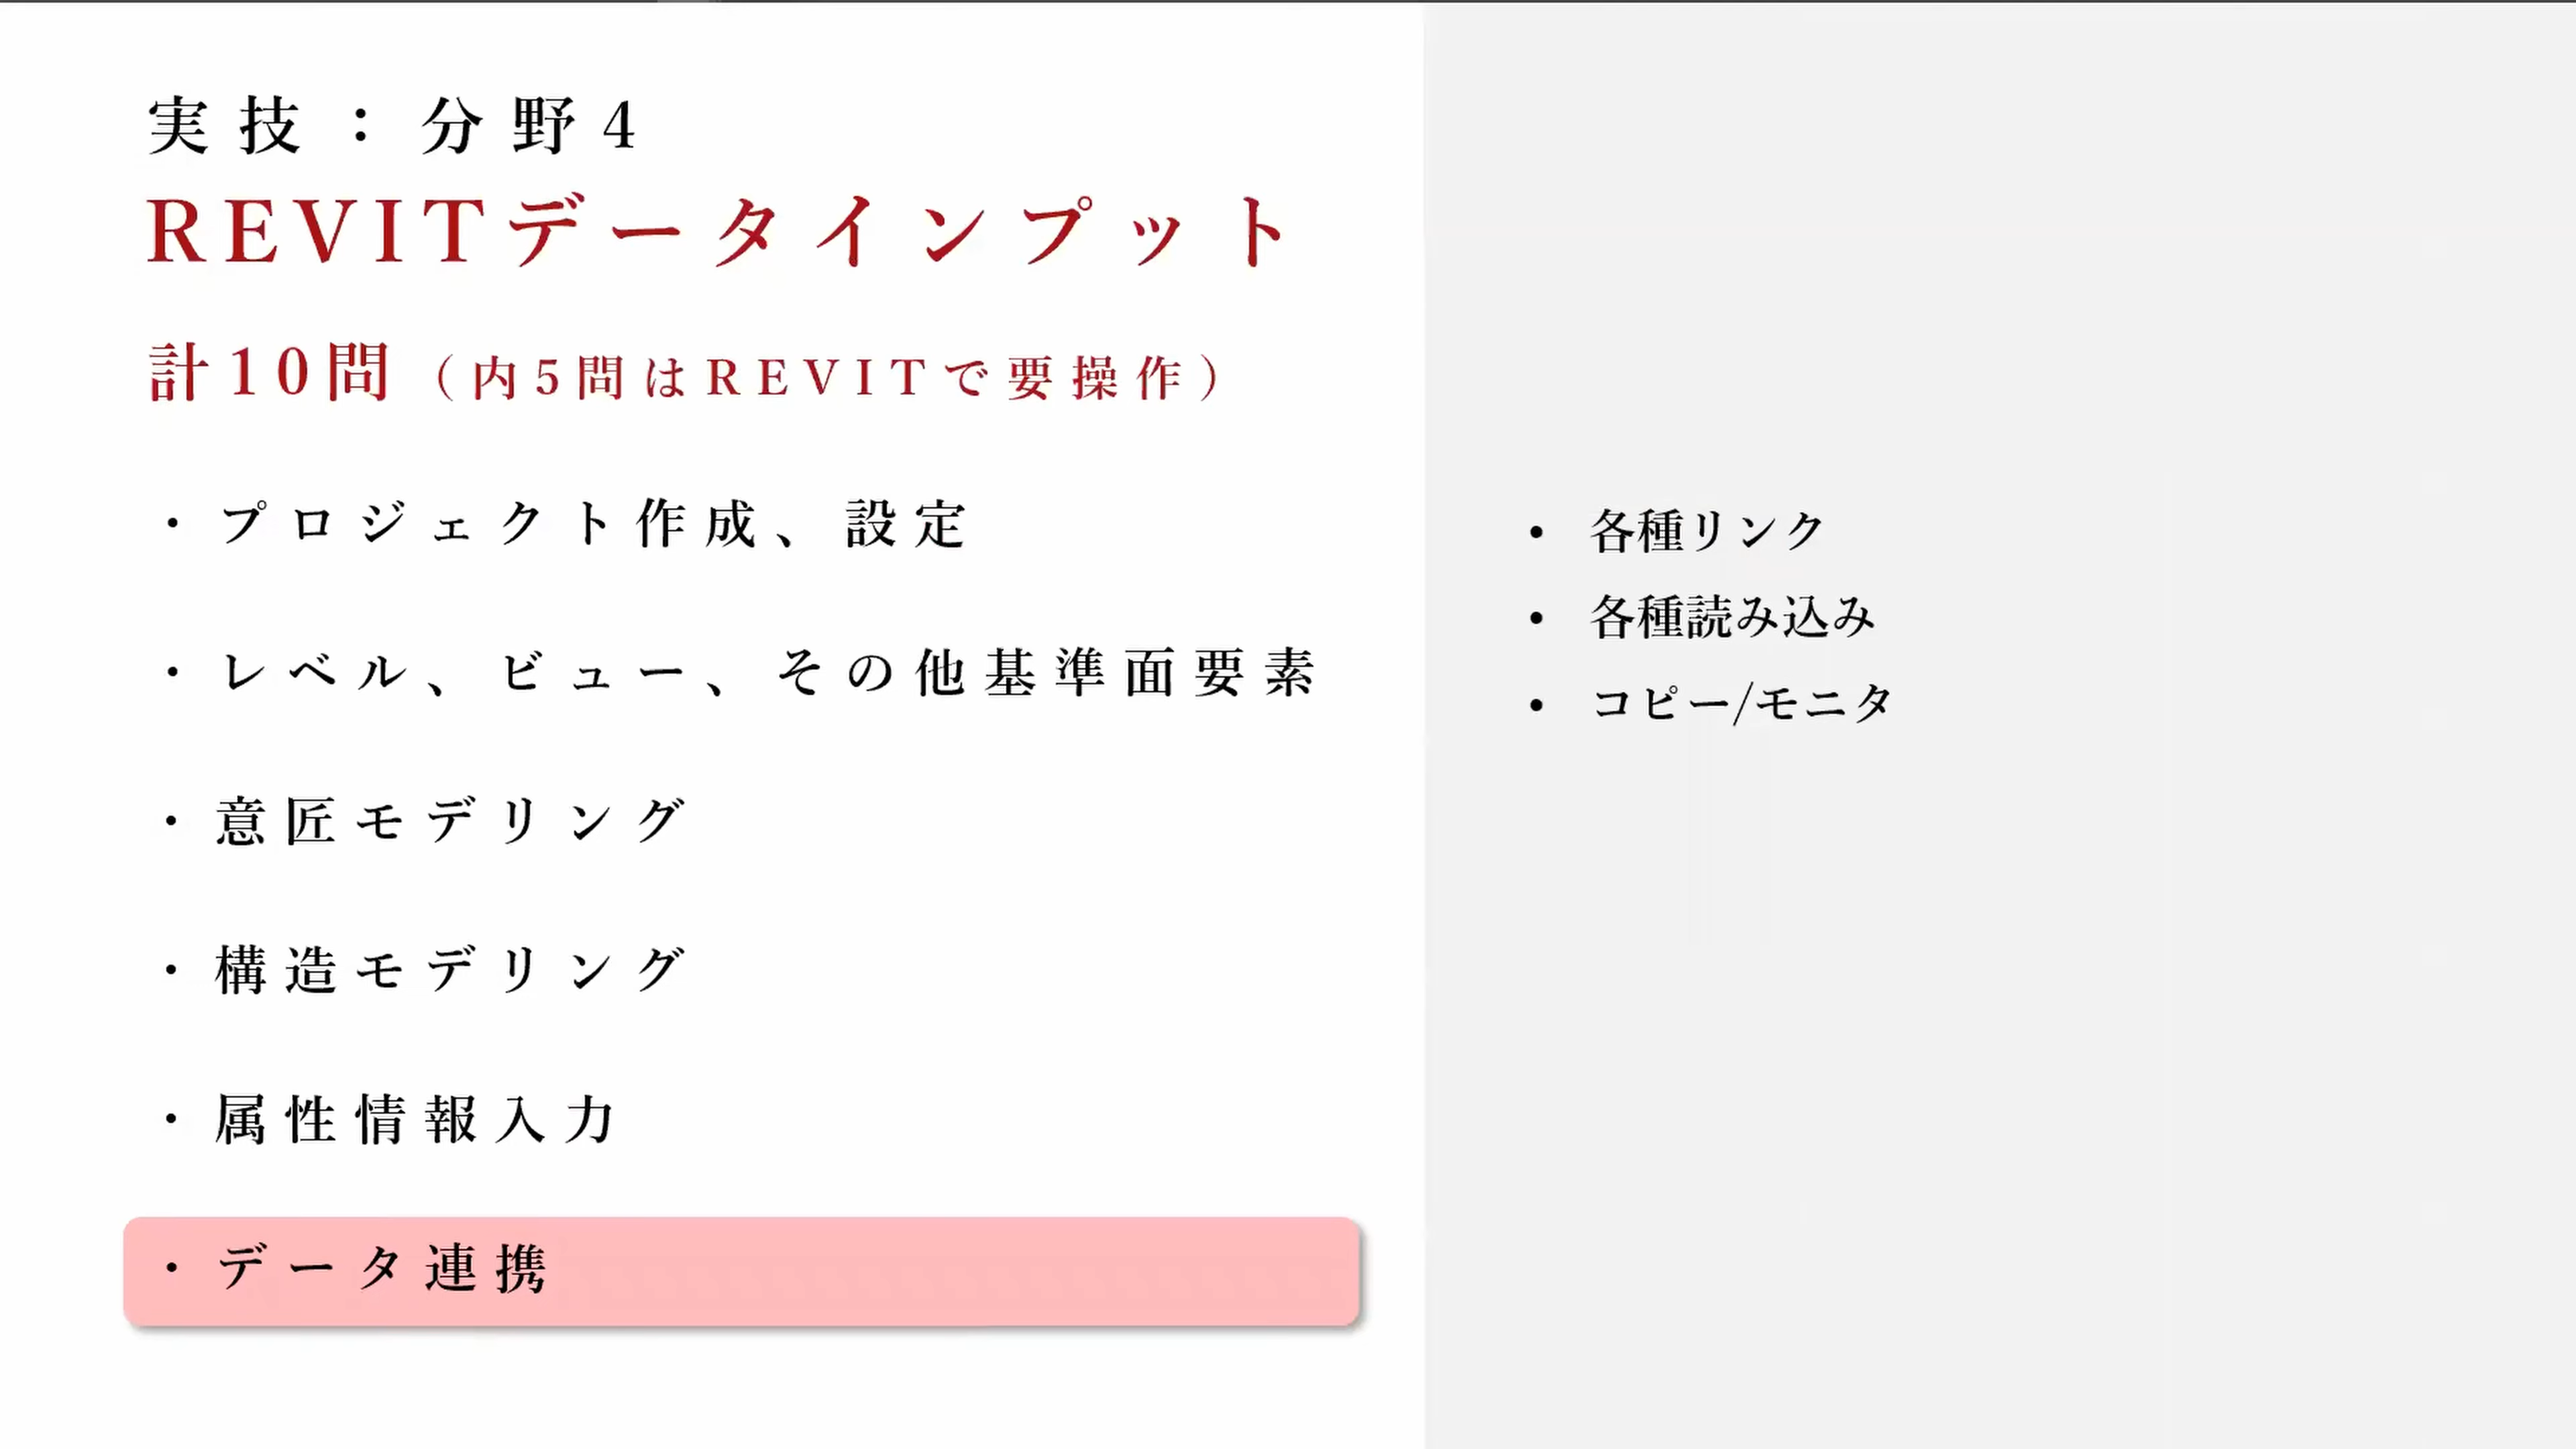 実技：分野4
REVITデータインプット
計10問（内5問はREVITで要操作）
・プロジェクト作成、設定
・レベル、ビュー、その他基準面要素
・意匠モデリング
・構造モデリング
・属性情報入力
・データ連携
• 各種リンク
• 各種読み込み
• コピー/モニタ